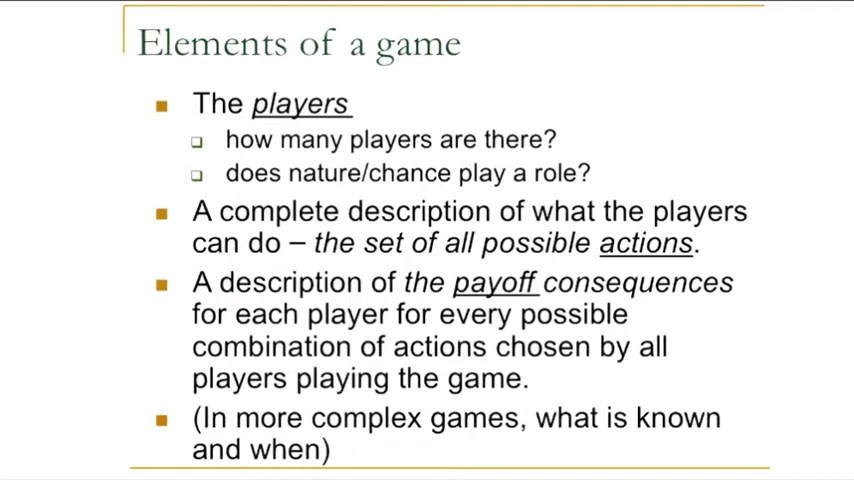 Elements of a game
The players
how many players are there?
does nature/chance play a role?
A complete description of what the players
can do – the set of all possible actions.
A description of the payoff consequences
for each player for every possible
combination of actions chosen by all
players playing the game.
(In more complex games, what is known
and when)